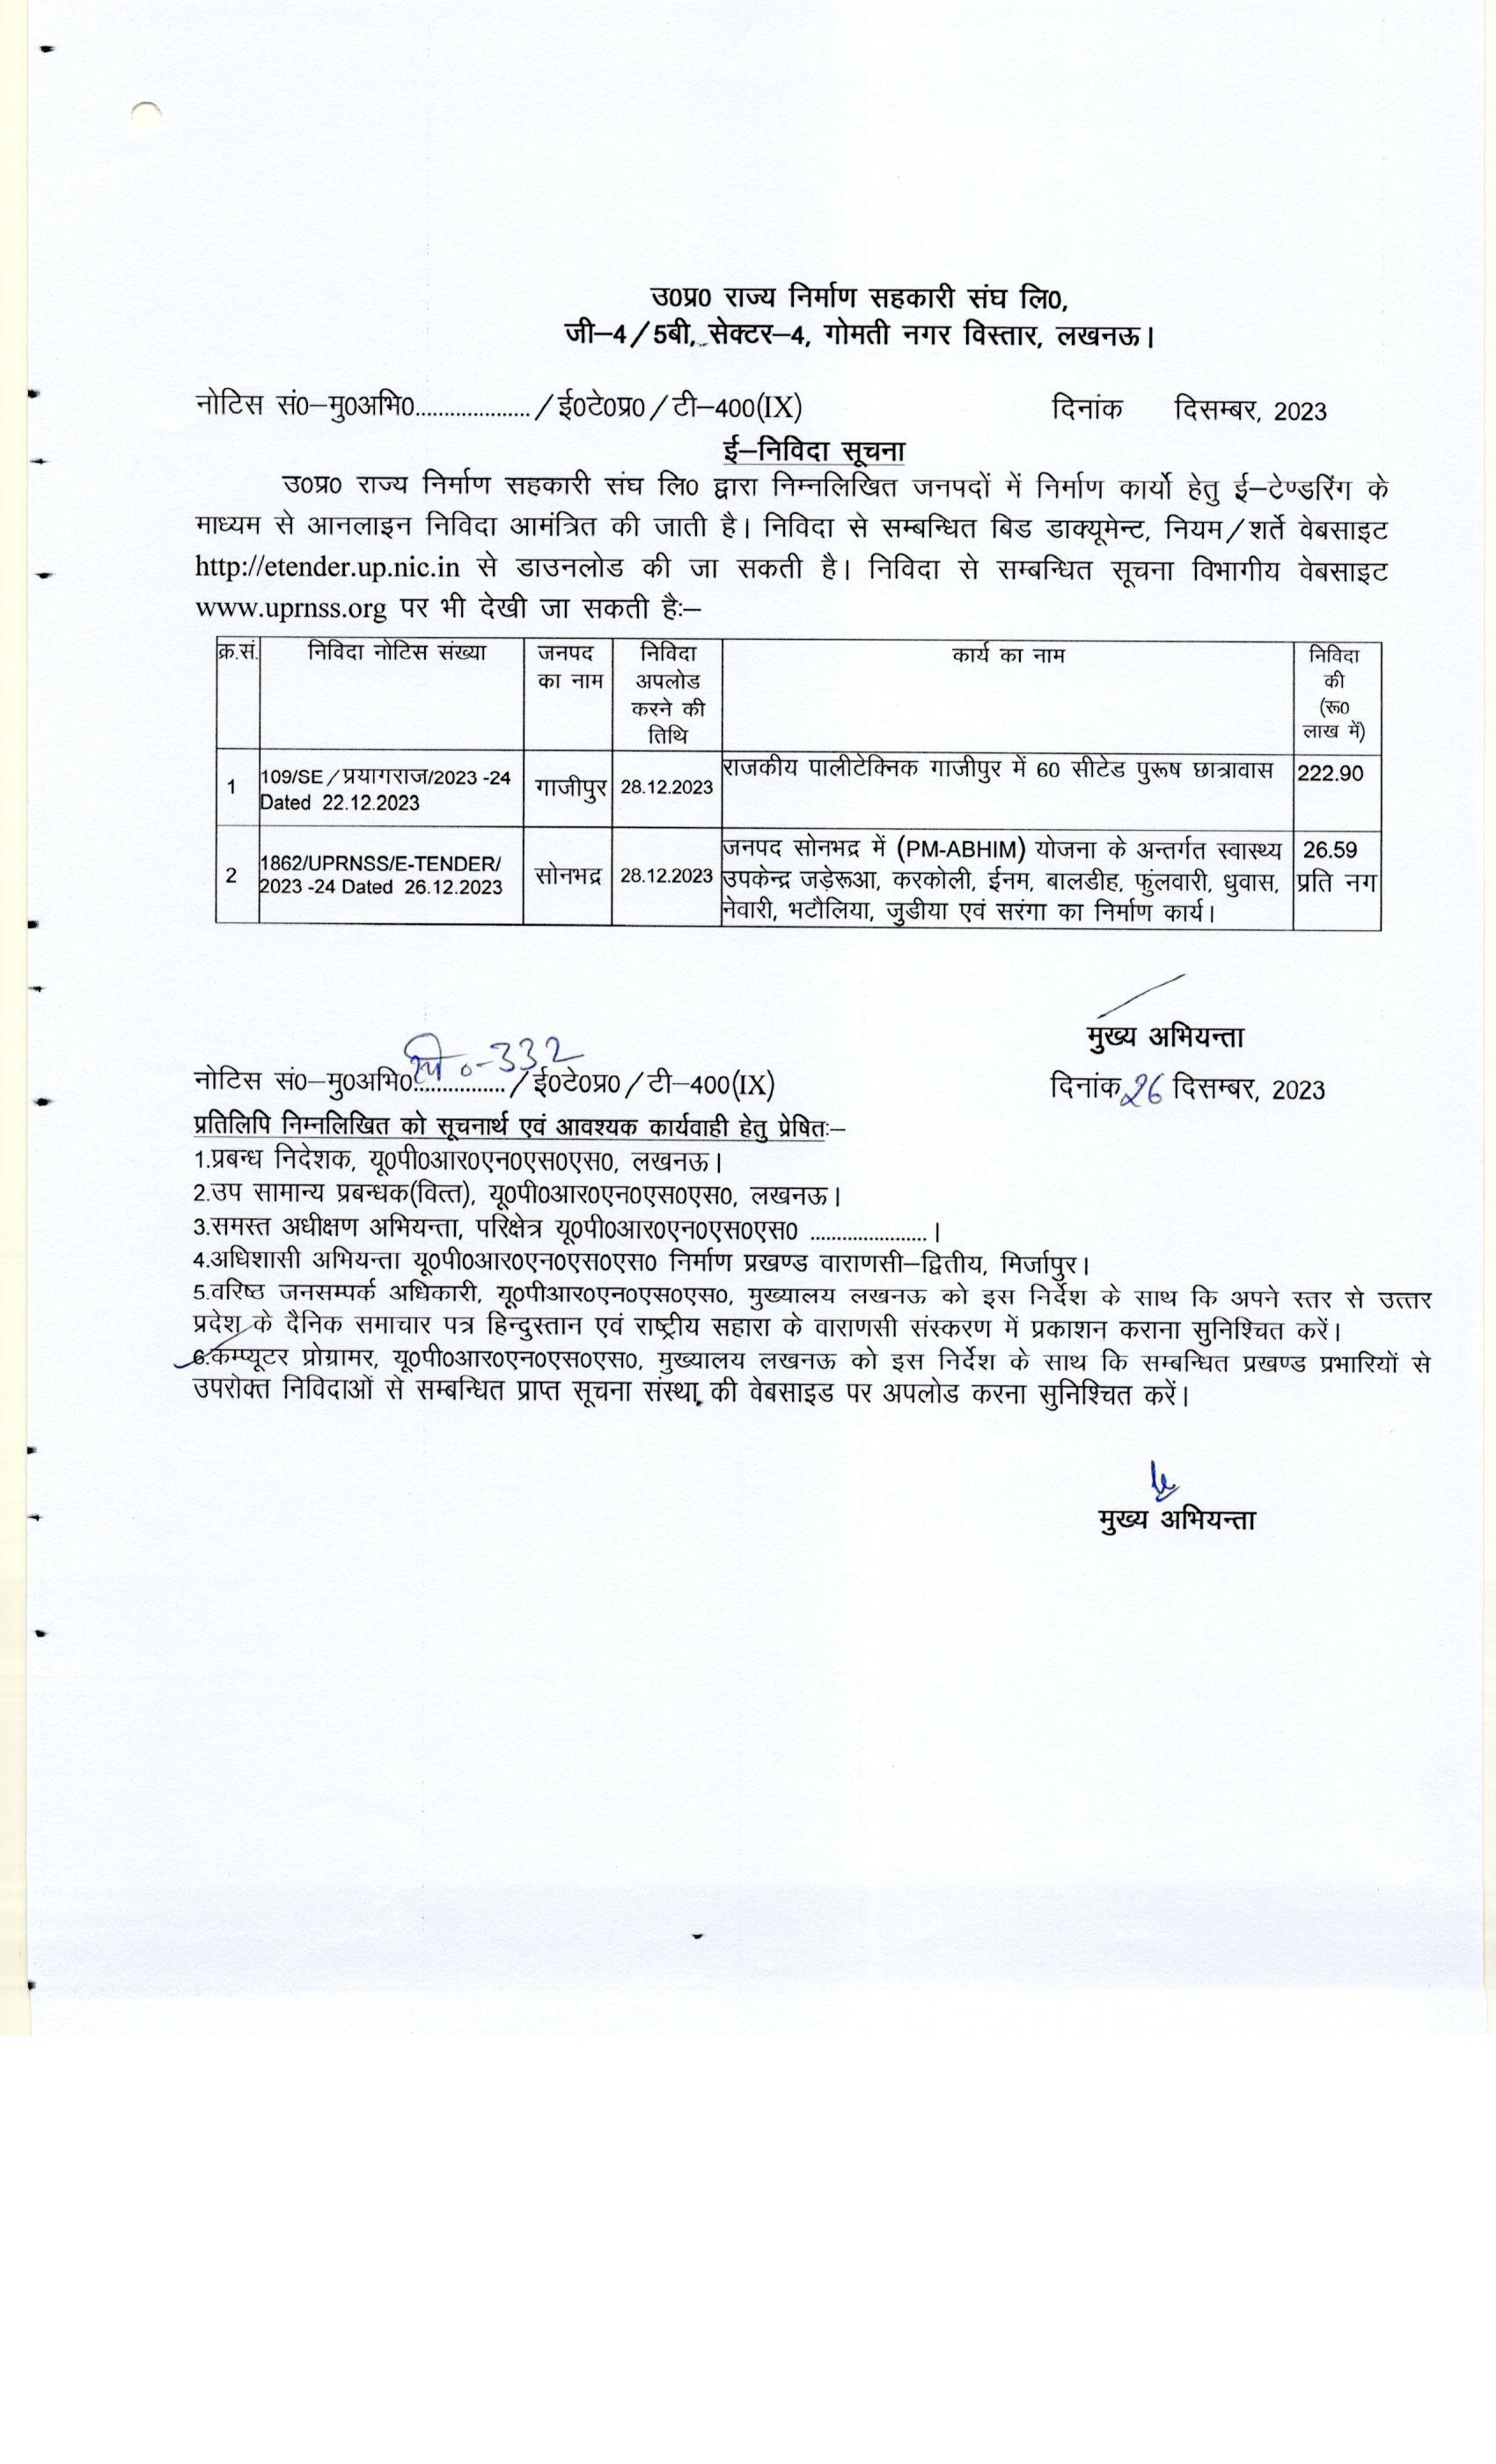 उ0प्र0 राज्य निर्माण सहकारी संघ लि0,
जी–4/5बी, सेक्टर–4, गोमती नगर विस्तार, लखनऊ।
नोटिस सं0–मु0अभि0................... /ई0टे0प्र0/टी–400(IX) दिनांक दिसम्बर, 2023
ई–निविदा सूचना
उ0प्र0 राज्य निर्माण सहकारी संघ लि0 द्वारा निम्नलिखित जनपदों में निर्माण कार्यो हेतु ई–टेण्डरिंग के
माध्यम से आनलाइन निविदा आमंत्रित की जाती है। निविदा से सम्बन्धित बिड डाक्यूमेन्ट, नियम/शर्ते वेबसाइट
http://etender.up.nic.in से डाउनलोड की जा सकती है। निविदा से सम्बन्धित सूचना विभागीय वेबसाइट
www.uprnss.org पर भी देखी जा सकती हैः–
क्र.सं. निविदा नोटिस संख्या जनपद निविदा कार्य का नाम निविदा
का नाम अपलोड की
करने की (रू0
तिथि लाख में)
1 109/SE/प्रयागराज/2023 -24 गाजीपुर 28.12.2023 राजकीय पालीटेक्निक गाजीपुर में 60 सीटेड पुरूष छात्रावास 222.90
Dated 22.12.2023
जनपद सोनभद्र में (PM-ABHIM) योजना के अन्तर्गत स्वास्थ्य 26.59
2 1862/UPRNSS/E-TENDER/ सोनभद्र 28.12.2023 उपकेन्द्र जड़ेरूआ, करकोली, ईनम, बालडीह, फुंलवारी, धुवास, प्रति नग
2023 -24 Dated 26.12.2023 नेवारी, भटौलिया, जुडीया एवं सरंगा का निर्माण कार्य।
मुख्य अभियन्ता
नोटिस सं0–मु0अभि0 0-332 ............... /ई0टे0प्र0/टी–400(IX) दिनांक 26 दिसम्बर, 2023
प्रतिलिपि निम्नलिखित को सूचनार्थ एवं आवश्यक कार्यवाही हेतु प्रेषितः–
1.प्रबन्ध निदेशक, यू0पी0आर0एन0एस0एस0, लखनऊ।
2.उप सामान्य प्रबन्धक(वित्त), यू0पी0आर0एन0एस0एस0, लखनऊ।
3.समस्त अधीक्षण अभियन्ता, परिक्षेत्र यू0पी0आर0एन0एस0एस0 ......................।
4.अधिशासी अभियन्ता यू0पी0आर0एन0एस0एस0 निर्माण प्रखण्ड वाराणसी–द्वितीय, मिर्जापुर।
5.वरिष्ठ जनसम्पर्क अधिकारी, यू0पीआर0एन0एस0एस0, मुख्यालय लखनऊ को इस निर्देश के साथ कि अपने स्तर से उत्तर
प्रदेश के दैनिक समाचार पत्र हिन्दुस्तान एवं राष्ट्रीय सहारा के वाराणसी संस्करण में प्रकाशन कराना सुनिश्चित करें।
6.कम्प्यूटर प्रोग्रामर, यू0पी0आर0एन0एस0एस0, मुख्यालय लखनऊ को इस निर्देश के साथ कि सम्बन्धित प्रखण्ड प्रभारियों से
उपरोक्त निविदाओं से सम्बन्धित प्राप्त सूचना संस्था की वेबसाइड पर अपलोड करना सुनिश्चित करें।
मुख्य अभियन्ता